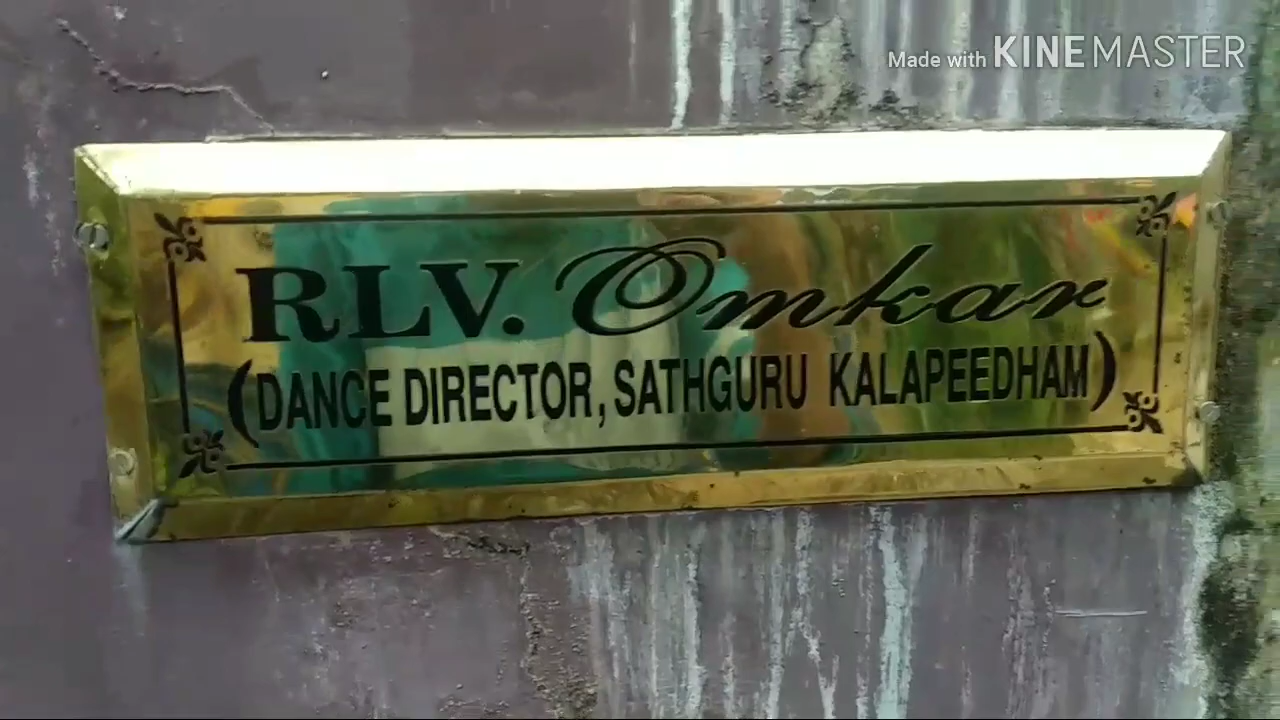 Made with KINEMASTER
RLV. Omkar
(DANCE DIRECTOR, SATHGURU KALAPEEDHAM)